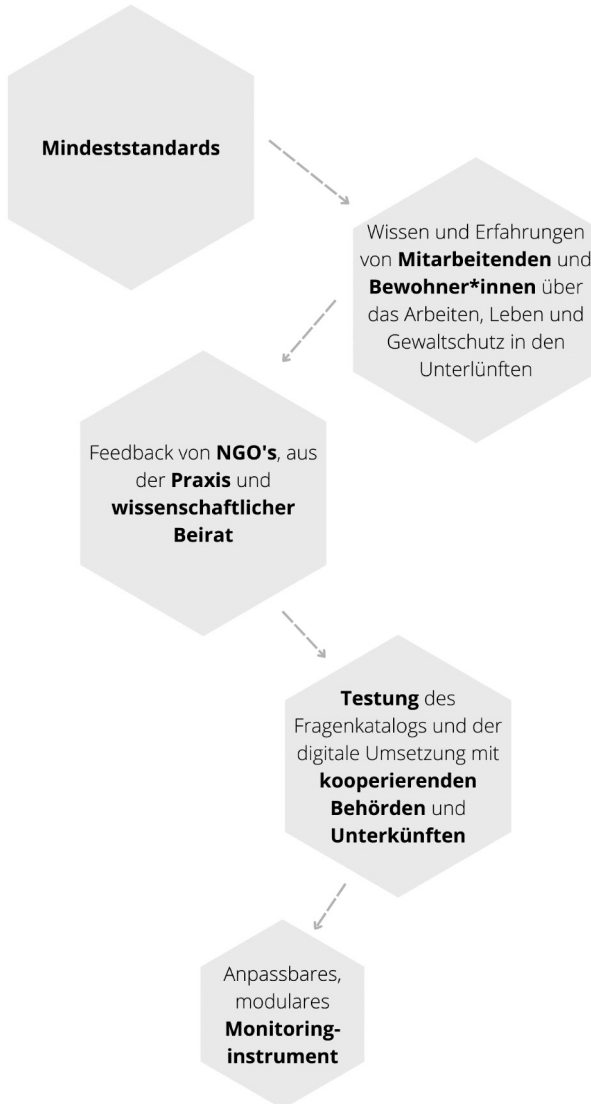 Mindeststandards
Wissen und Erfahrungen
von Mitarbeitenden und
Bewohner*innen über
das Arbeiten, Leben und
Gewaltschutz in den
Unterlünften
Feedback von NGO's, aus
der Praxis und
wissenschaftlicher
Beirat
Testung des
Fragenkatalogs und der
digitale Umsetzung mit
kooperierenden
Behörden und
Unterkünften
Anpassbares,
modulares
Monitoring-
instrument